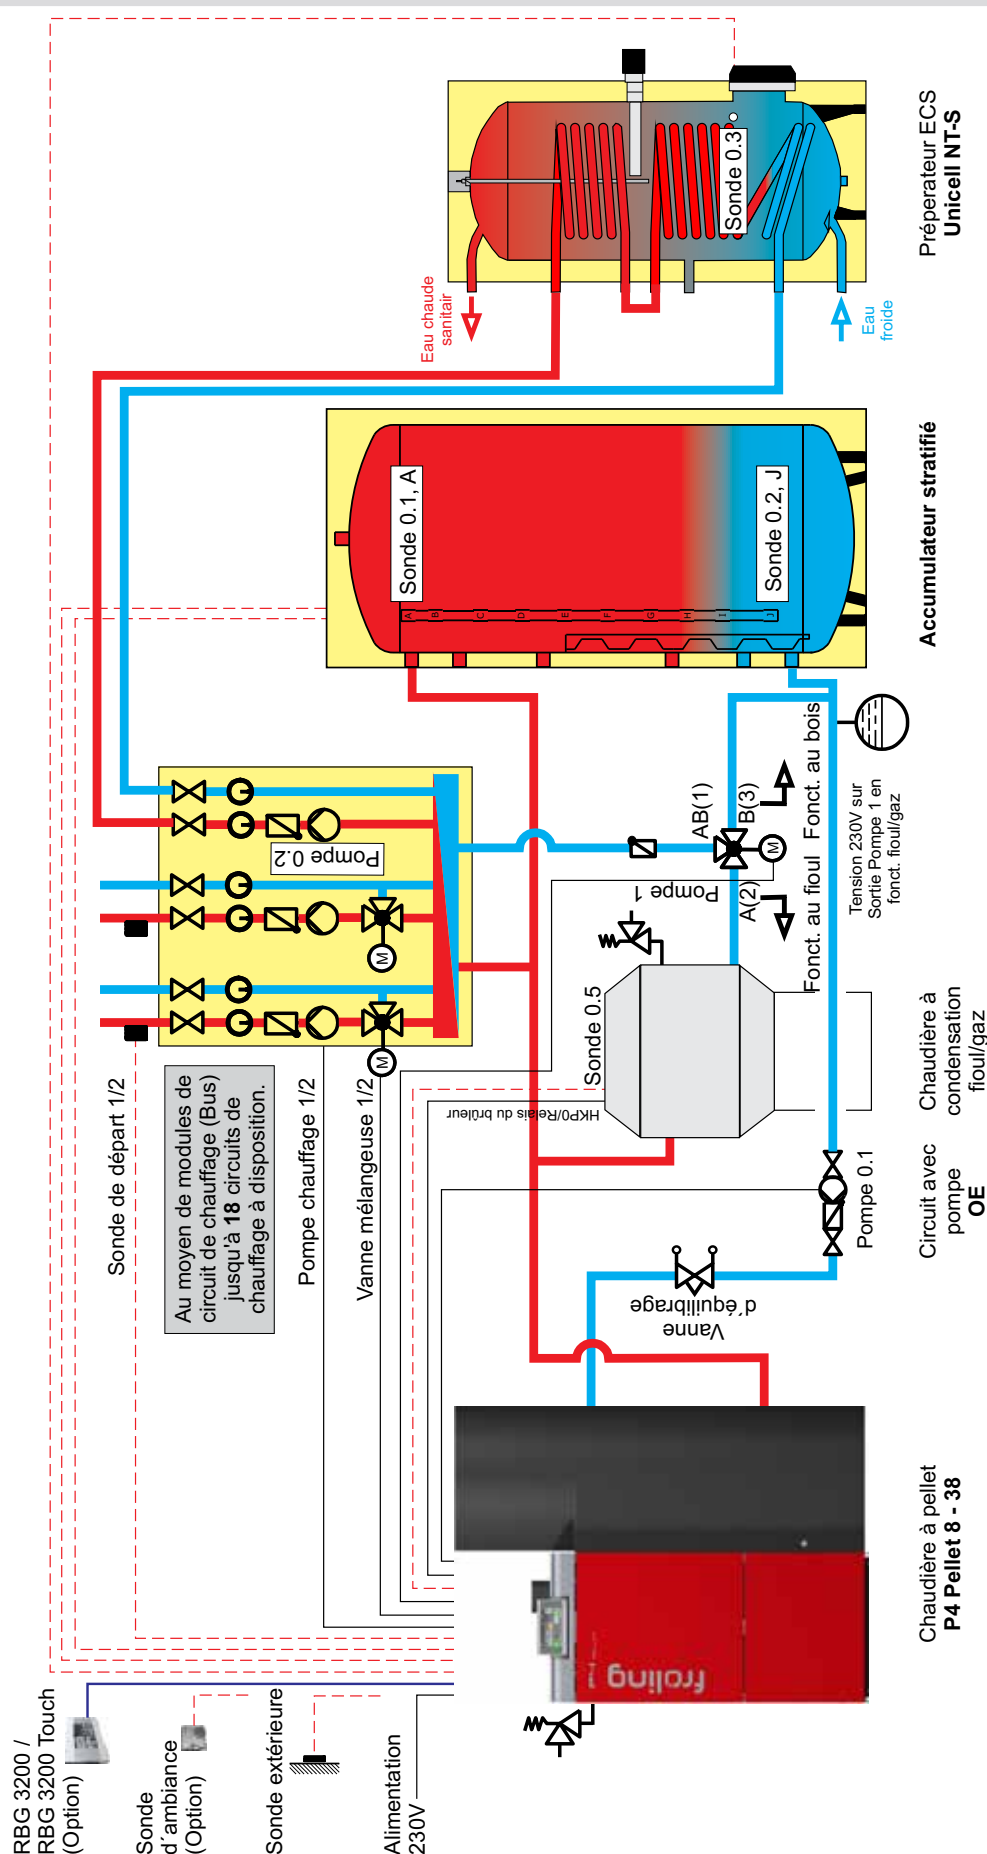 RBG 3200 /
RBG 3200 Touch
(Option)
Sonde
d´ambiance
(Option)
Sonde extérieure
Alimentation
230V
Sonde de départ 1/2
Au moyen de modules de
circuit de chauffage (Bus)
jusqu'à 18 circuits de
chauffage à disposition.
Pompe chauffage 1/2
Vanne mélangeuse 1/2
M
M
Pompe 0.2
HKP0/Relais du brûleur
Sonde 0.5
Pompe 1
AB(1)
B(3)
A(2)
M
Fonct. au fioul
Fonct. au bois
Tension 230V sur
Sortie Pompe 1 en
fonct. fioul/gaz
Vanne
d´équilibrage
Pompe 0.1
froling
Sonde 0.1, A
Sonde 0.2, J
A
B
C
D
E
F
G
H
I
J
Eau chaude
sanitair
Eau
froide
Sonde 0.3
Chaudière à pellet
P4 Pellet 8 - 38
Circuit avec
pompe
OE
Chaudière à
condensation
fioul/gaz
Accumulateur stratifié
Préperateur ECS
Unicell NT-S